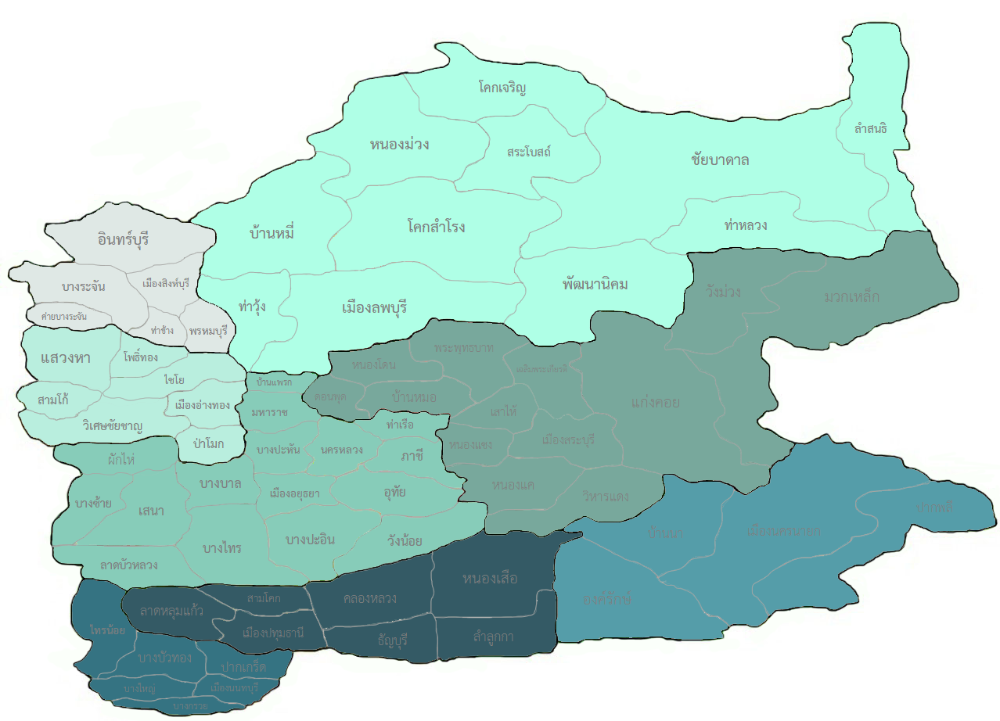 โคกเจริญ
ลำสนธิ
หนองม่วง
สระโบสถ์
ชัยบาดาล
บ้านหมี่
โคกสำโรง
ท่าหลวง
อินทร์บุรี
บางระจัน
เมืองสิงห์บุรี
ท่าวุ้ง
เมืองลพบุรี
พัฒนานิคม
วังม่วง
มวกเหล็ก
ค่ายบางระจัน
ท่าช้าง
พรหมบุรี
แสวงหา
โพธิ์ทอง
ไชโย
สามโก้
เมืองอ่างทอง
วิเศษชัยชาญ
ป่าโมก
พระพุทธบาท
หนองโดน
เฉลิมพระเกียรติ
ดอนพุด
บ้านหมอ
เสาไห้
แก่งคอย
หนองแซง
เมืองสระบุรี
หนองแค
วิหารแดง
บ้านแพรก
มหาราช
ท่าเรือ
บางปะหัน
นครหลวง
ภาชี
ผักไห่
บางบาล
เมืองอยุธยา
อุทัย
บางซ้าย
เสนา
บางไทร
บางปะอิน
วังน้อย
ลาดบัวหลวง
บ้านนา
เมืองนครนายก
ปากพลี
องครักษ์
หนองเสือ
คลองหลวง
สามโคก
ลาดหลุมแก้ว
เมืองปทุมธานี
ธัญบุรี
ลำลูกกา
ไทรน้อย
บางบัวทอง
ปากเกร็ด
บางใหญ่
เมืองนนทบุรี
บางกรวย